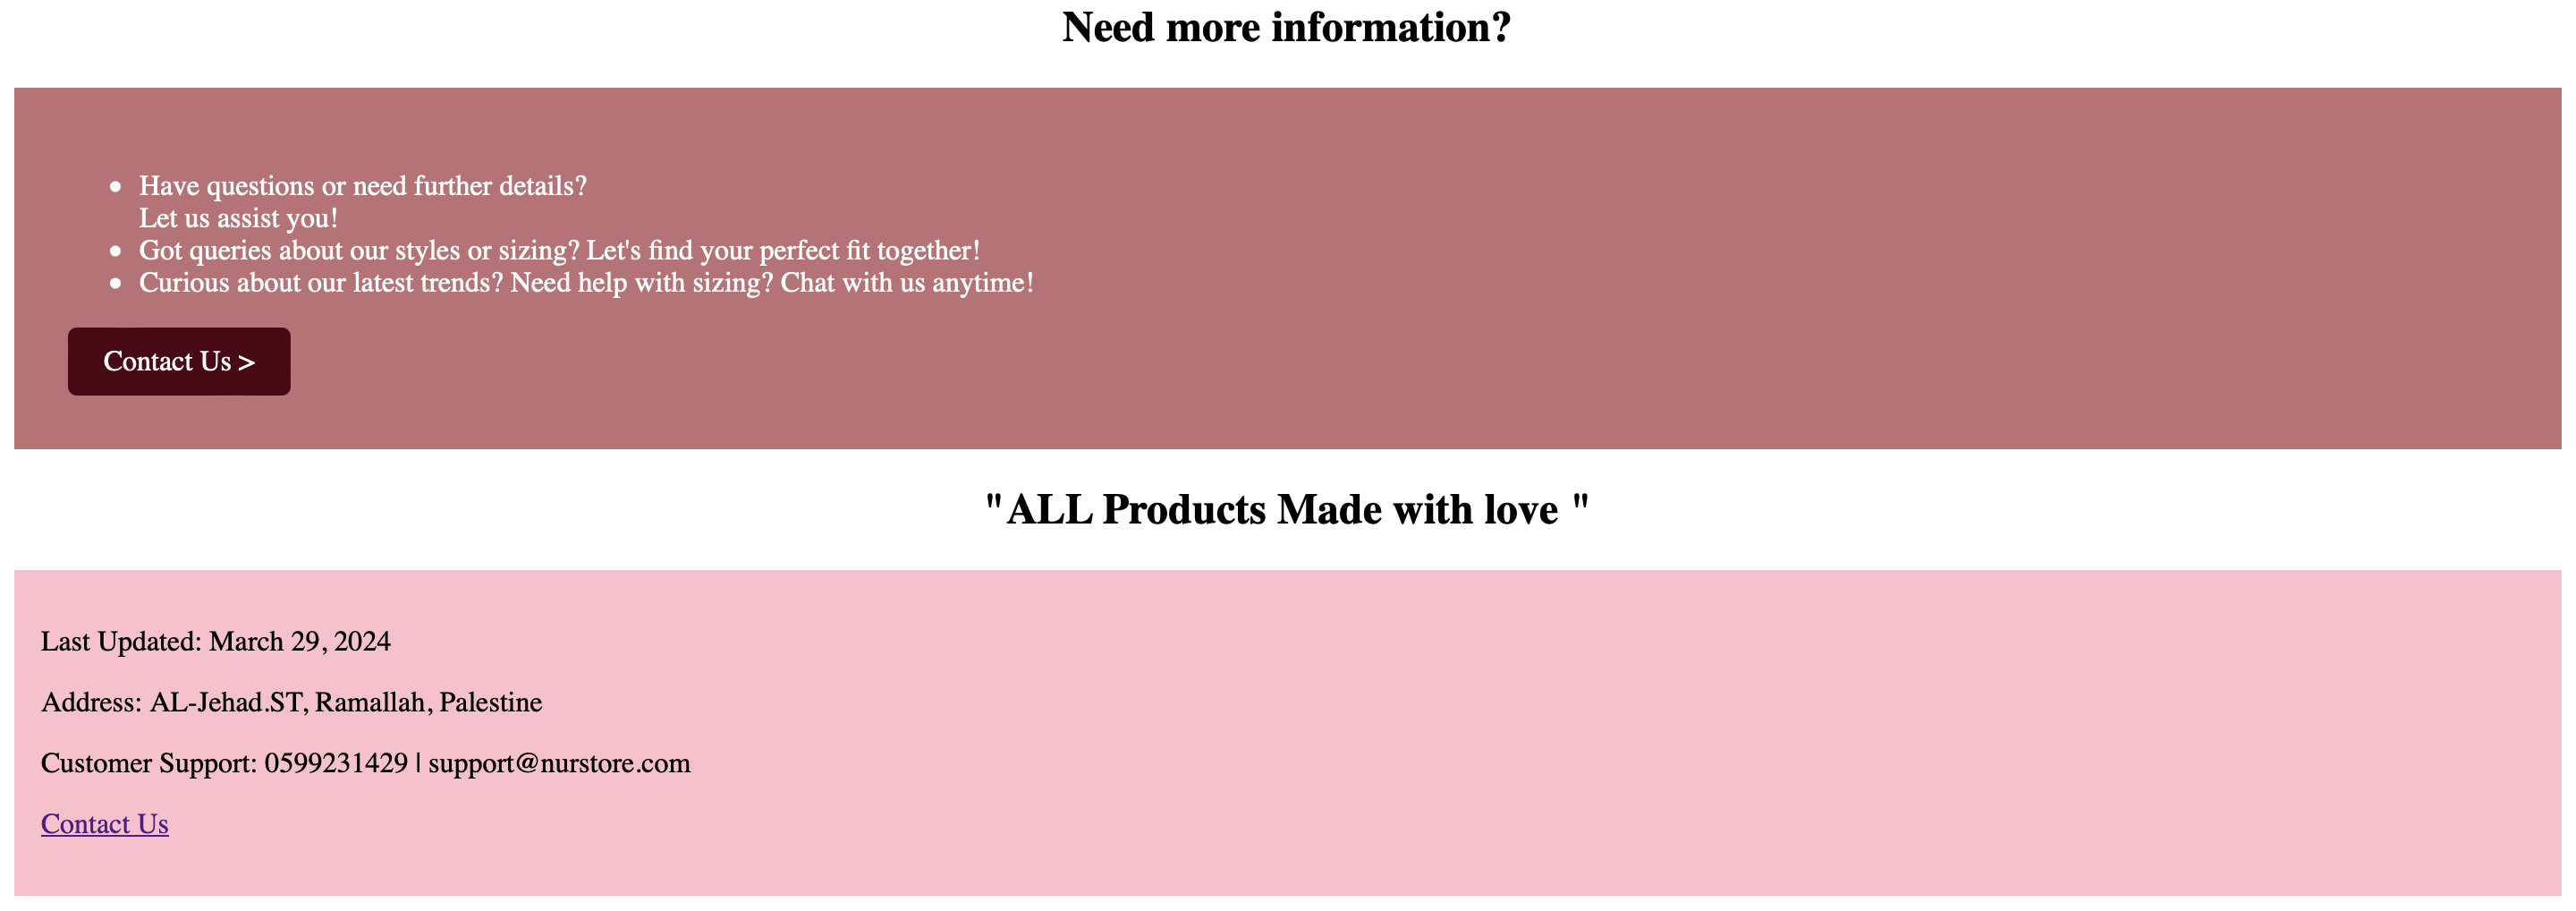 Need more information?
Have questions or need further details?
Let us assist you!
Got queries about our styles or sizing? Let's find your perfect fit together!
Curious about our latest trends? Need help with sizing? Chat with us anytime!
Contact Us >
"ALL Products Made with love "
Last Updated: March 29, 2024
Address: AL-Jehad.ST, Ramallah, Palestine
Customer Support: 0599231429 | support@nurstore.com
Contact Us